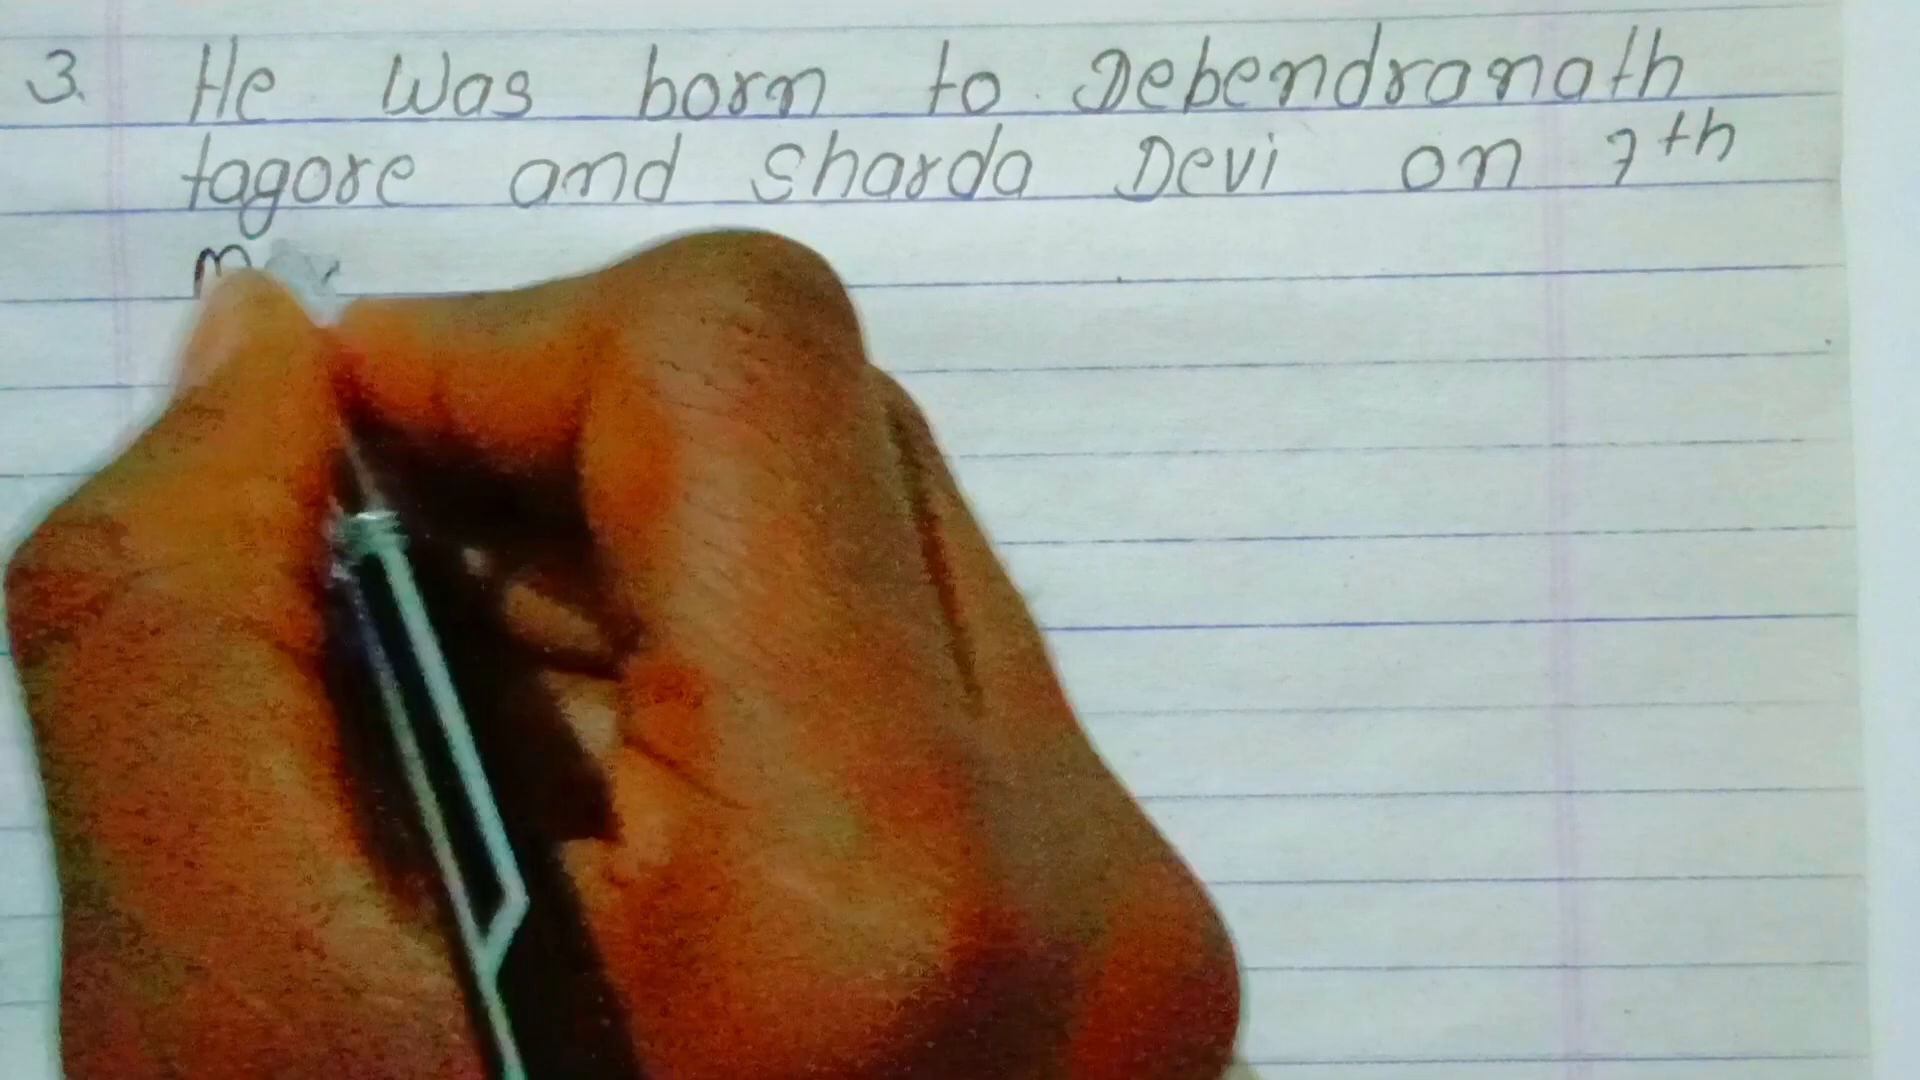 3. He Was born to Debendranath
tagore and Sharda Devi on 7th